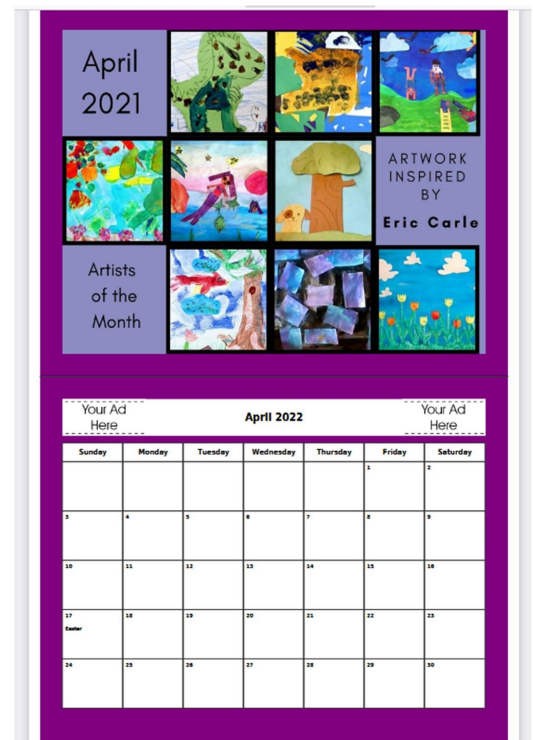 April
2021
ARTWORK
INSPIRED
BY
Eric Carle
Artists
of the
Month
Your Ad
Here
April 2022
Your Ad
Here
Sunday Monday Tuesday Wednesday Thursday Friday Saturday
1 2
3 4 5 6 7 8 9
10 11 12 13 14 15 16
17 18 19 20 21 22 23
Easter
24 25 26 27 28 29 30